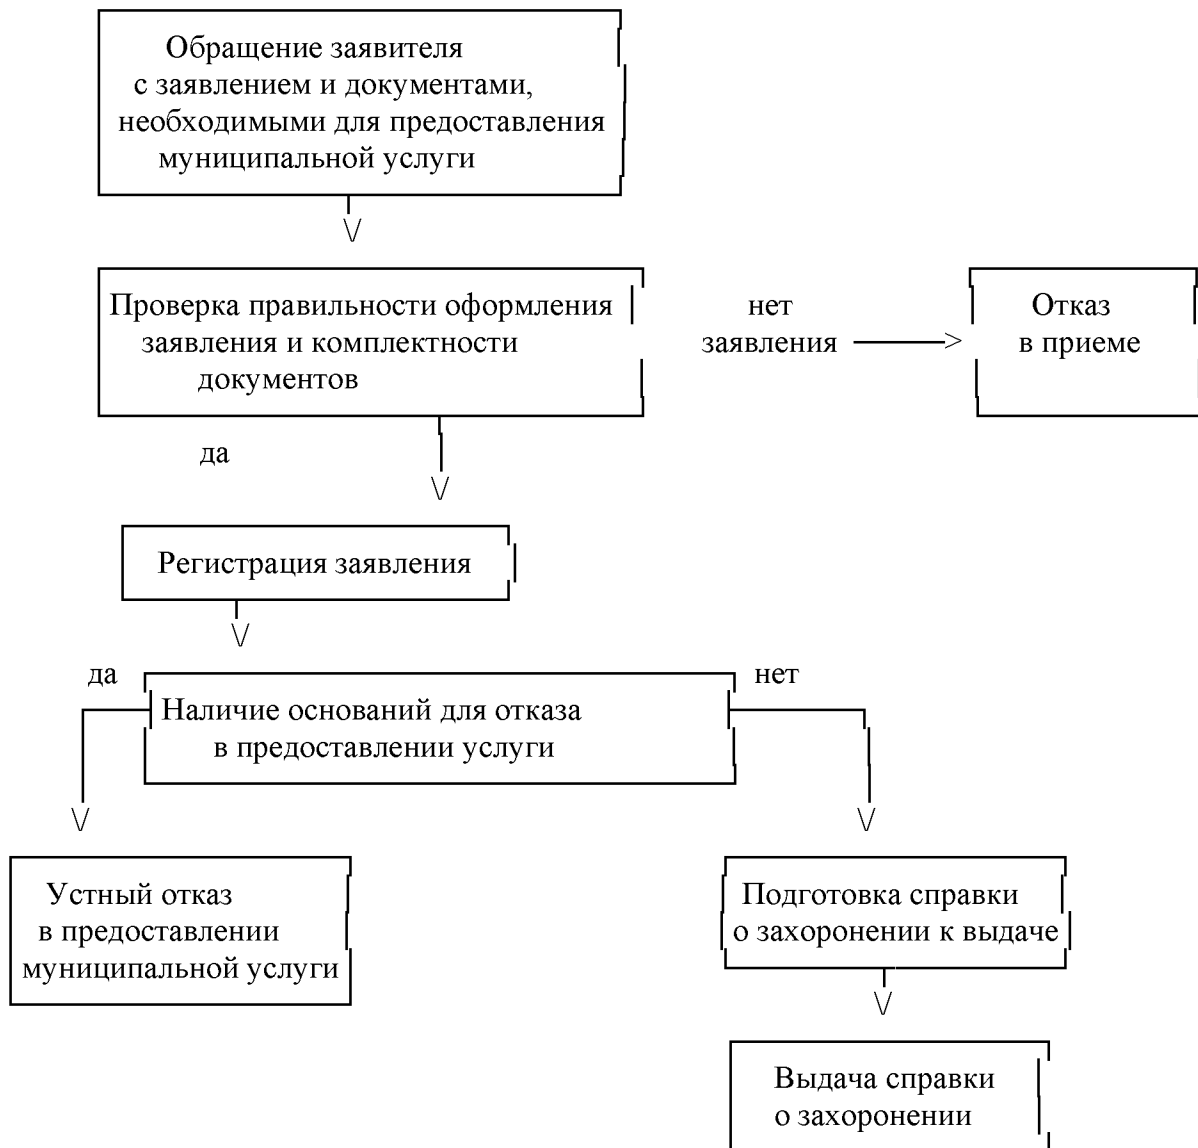 Обращение заявителя
с заявлением и документами,
необходимыми для предоставления
муниципальной услуги
Проверка правильности оформления
заявления и комплектности
документов
нет
заявления
Отказ
в приеме
да
Регистрация заявления
да
нет
Наличие оснований для отказа
в предоставлении услуги
Устный отказ
в предоставлении
муниципальной услуги
Подготовка справки
о захоронении к выдаче
Выдача справки
о захоронении